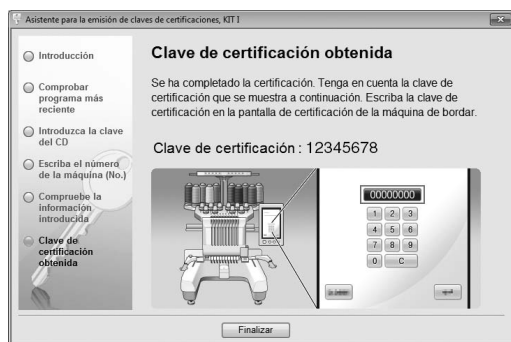 Asistente para la emisión de claves de certificaciones, KIT I
Introducción
Comprobar
programa más
reciente
Introduzca la clave
del CD
Escriba el número
de la máquina (No.)
Compruebe la
información
introducida
Clave de
certificación
obtenida
Clave de certificación obtenida
Se ha completado la certificación. Tenga en cuenta la clave de
certificación que se muestra a continuación. Escriba la clave de
certificación en la pantalla de certificación de la máquina de bordar.
Clave de certificación : 12345678
00000000
1 2 3
4 5 6
7 8 9
0 C
Finalizar